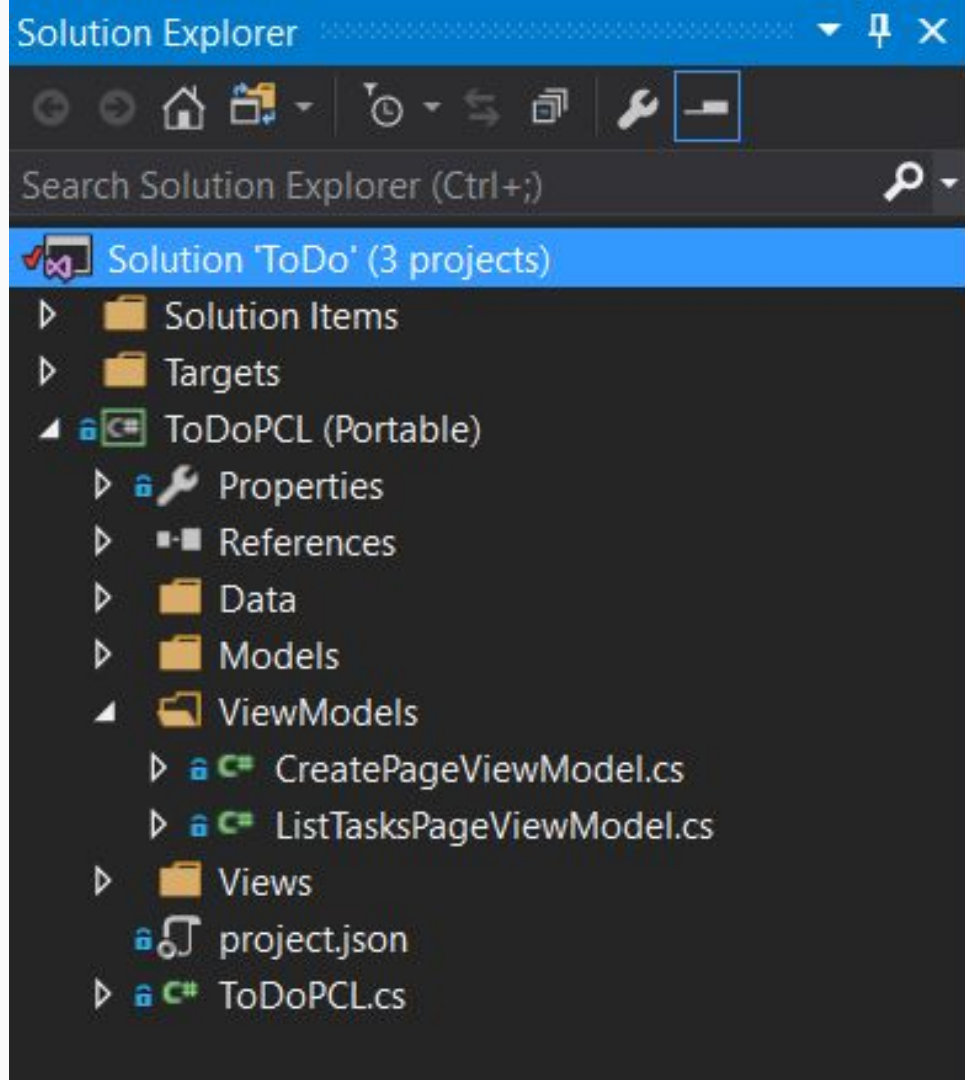 Solution Explorer
Search Solution Explorer (Ctrl+;)
Solution 'ToDo' (3 projects)
Solution Items
Targets
C# ToDoPCL (Portable)
Properties
References
Data
Models
ViewModels
C# CreatePageViewModel.cs
C# ListTasksPageViewModel.cs
Views
project.json
C# ToDoPCL.cs